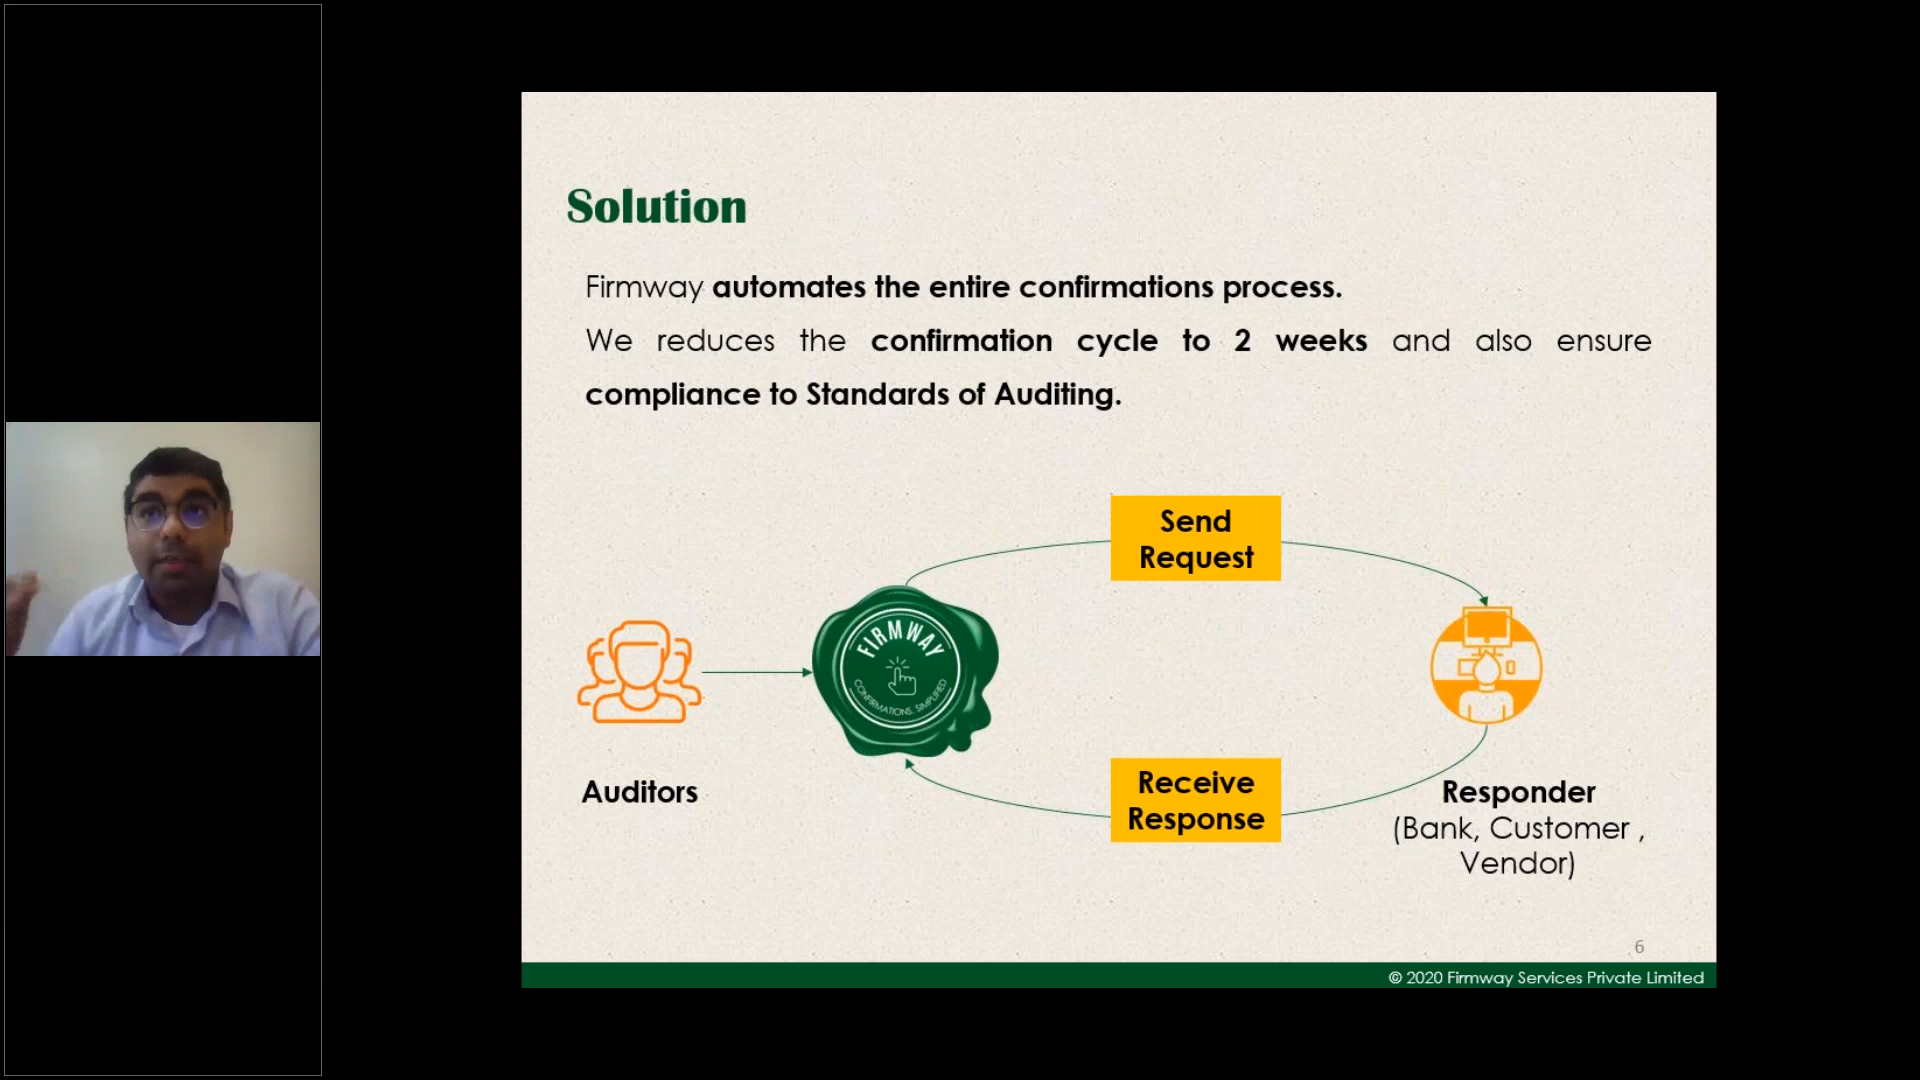 Solution
Firmway automates the entire confirmations process.
We reduces the confirmation cycle to 2 weeks and also ensure
compliance to Standards of Auditing.
Send
Request
FIRMWAY
CONFIRMATIONS. SIMPLIFIED
Auditors
Receive
Response
Responder
(Bank, Customer ,
Vendor)
6
© 2020 Firmway Services Private Limited